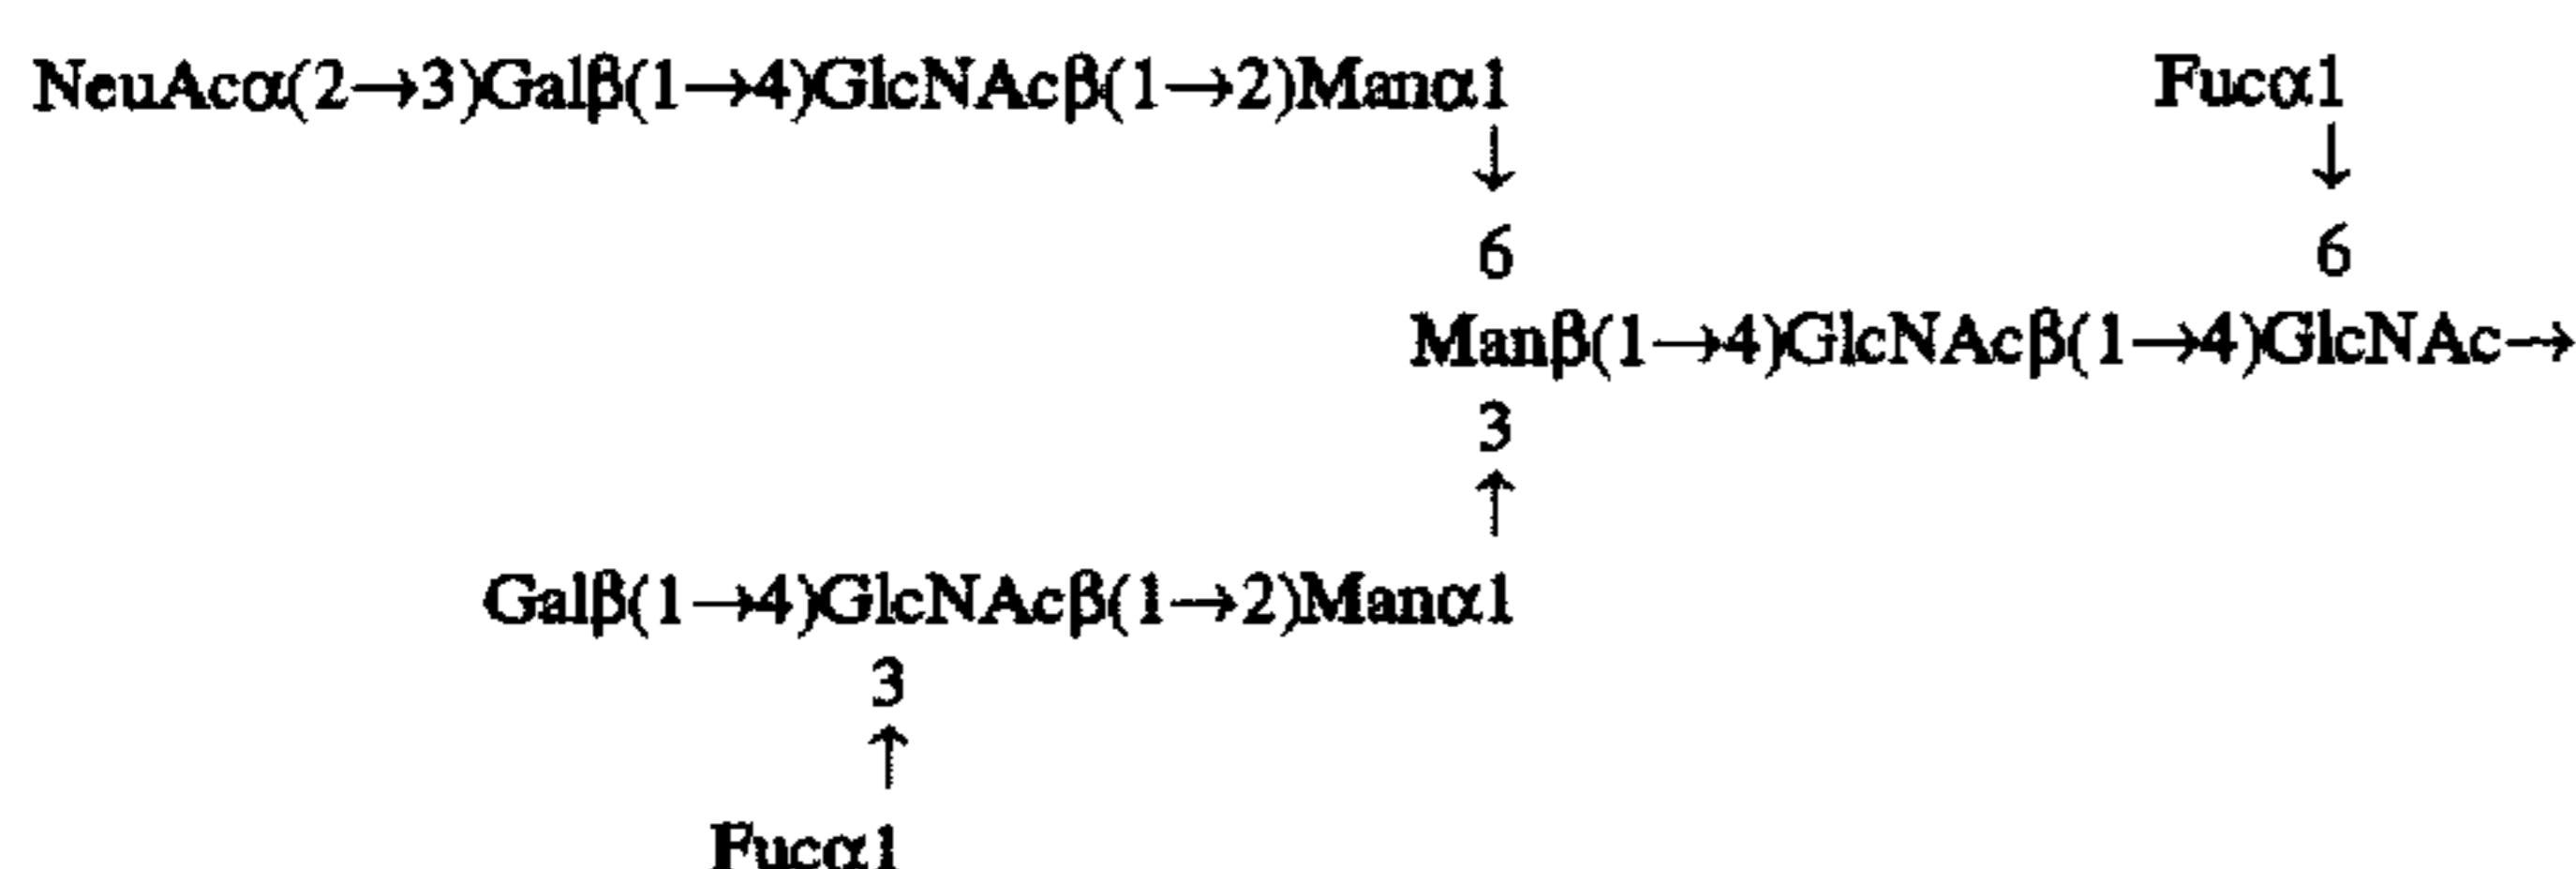 NeuAcα(2→3)Galβ(1→4)GlcNAcβ(1→2)Manα1 Fucα1
↓ ↓
6 6
Manβ(1→4)GlcNAcβ(1→4)GlcNAc→
3
↑
Galβ(1→4)GlcNAcβ(1→2)Manα1
3
↑
Fucα1